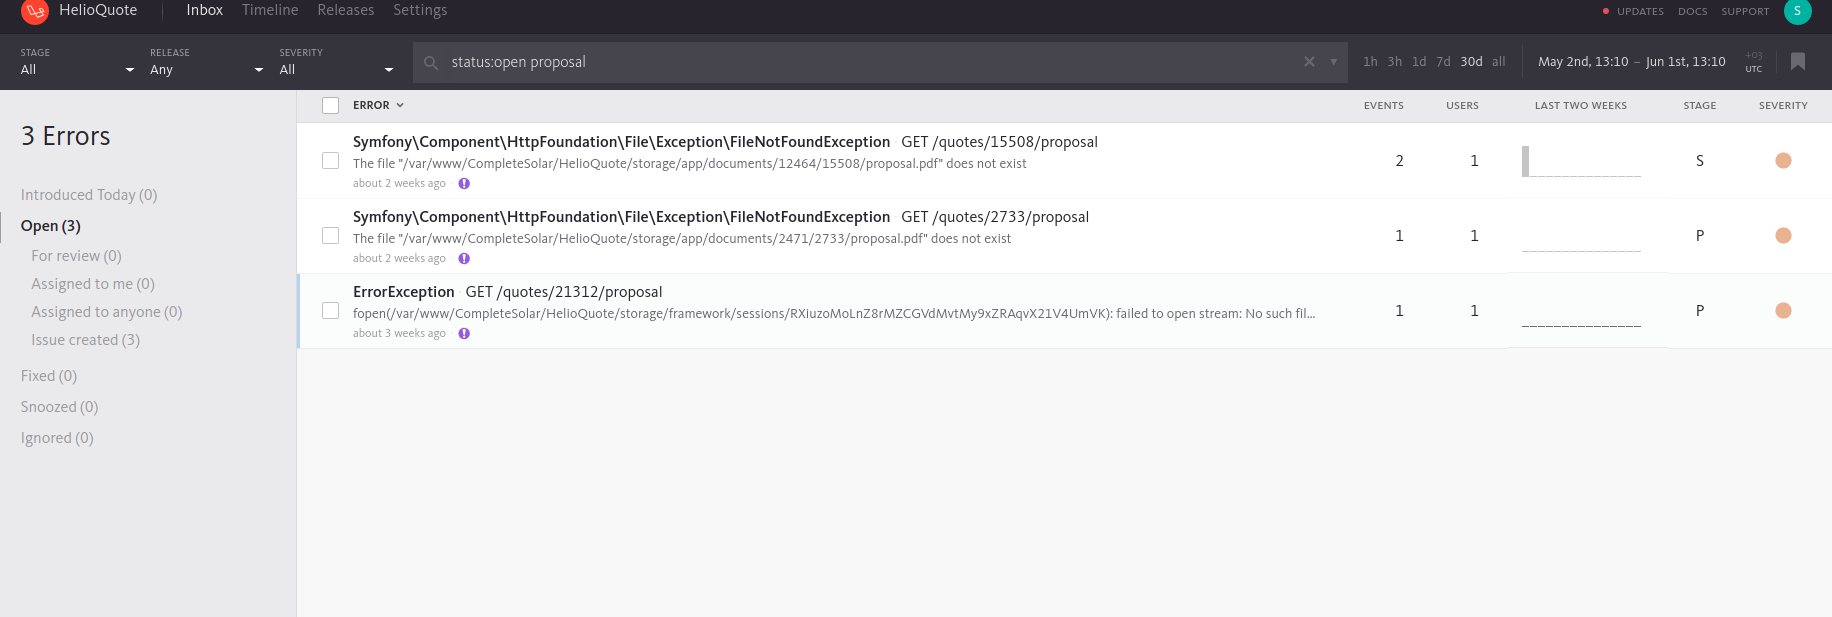 HelioQuote
Inbox Timeline Releases Settings
UPDATES DOCS SUPPORT S
STAGE
All
RELEASE
Any
SEVERITY
All
status:open proposal
1h 3h 1d 7d 30d all
May 2nd, 13:10 – Jun 1st, 13:10
+03
UTC
3 Errors
Introduced Today (0)
Open (3)
For review (0)
Assigned to me (0)
Assigned to anyone (0)
Issue created (3)
Fixed (0)
Snoozed (0)
Ignored (0)
ERROR EVENTS USERS LAST TWO WEEKS STAGE SEVERITY
Symfony\Component\HttpFoundation\File\Exception\FileNotFoundException · GET /quotes/15508/proposal
The file "/var/www/CompleteSolar/HelioQuote/storage/app/documents/12464/15508/proposal.pdf" does not exist
about 2 weeks ago
2 1 S
Symfony\Component\HttpFoundation\File\Exception\FileNotFoundException · GET /quotes/2733/proposal
The file "/var/www/CompleteSolar/HelioQuote/storage/app/documents/2471/2733/proposal.pdf" does not exist
about 2 weeks ago
1 1 P
ErrorException · GET /quotes/21312/proposal
fopen(/var/www/CompleteSolar/HelioQuote/storage/framework/sessions/RXiuzoMoLnZ8rMZCGVdMvtMy9xZRAqvX21V4UmVK): failed to open stream: No such fil...
about 3 weeks ago
1 1 P